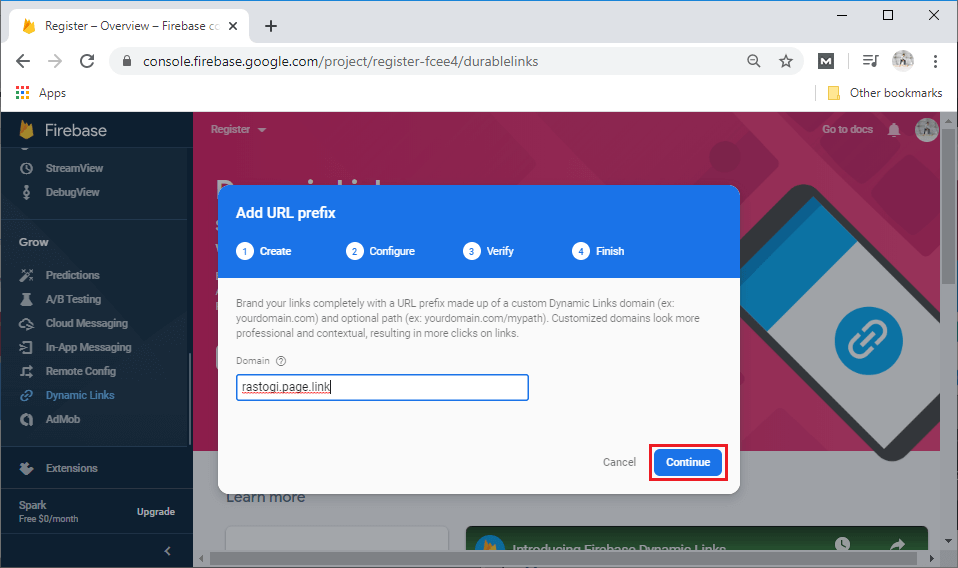 Register – Overview – Firebase co
console.firebase.google.com/project/register-fcee4/durablelinks
M
Apps
Other bookmarks
Firebase
Register
Go to docs
StreamView
DebugView
Grow
Predictions
A/B Testing
Cloud Messaging
In-App Messaging
Remote Config
Dynamic Links
AdMob
Extensions
Spark
Free $0/month
Upgrade
Add URL prefix
1 Create
2 Configure
3 Verify
4 Finish
Brand your links completely with a URL prefix made up of a custom Dynamic Links domain (ex:
yourdomain.com) and optional path (ex: yourdomain.com/mypath). Customized domains look more
professional and contextual, resulting in more clicks on links.
Domain
rastogi.page.link
Cancel
Continue
Learn more
Introducing Firebase Dynamic Links